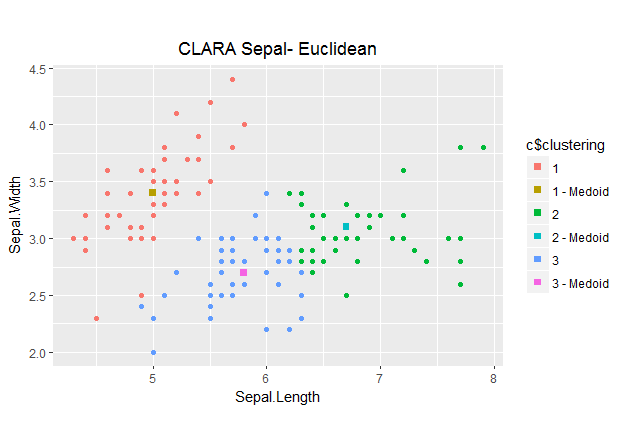 CLARA Sepal- Euclidean
4.5
4.0
3.5
3.0
2.5
2.0
Sepal.Width
5 6 7 8
Sepal.Length
c$clustering
1
1 - Medoid
2
2 - Medoid
3
3 - Medoid